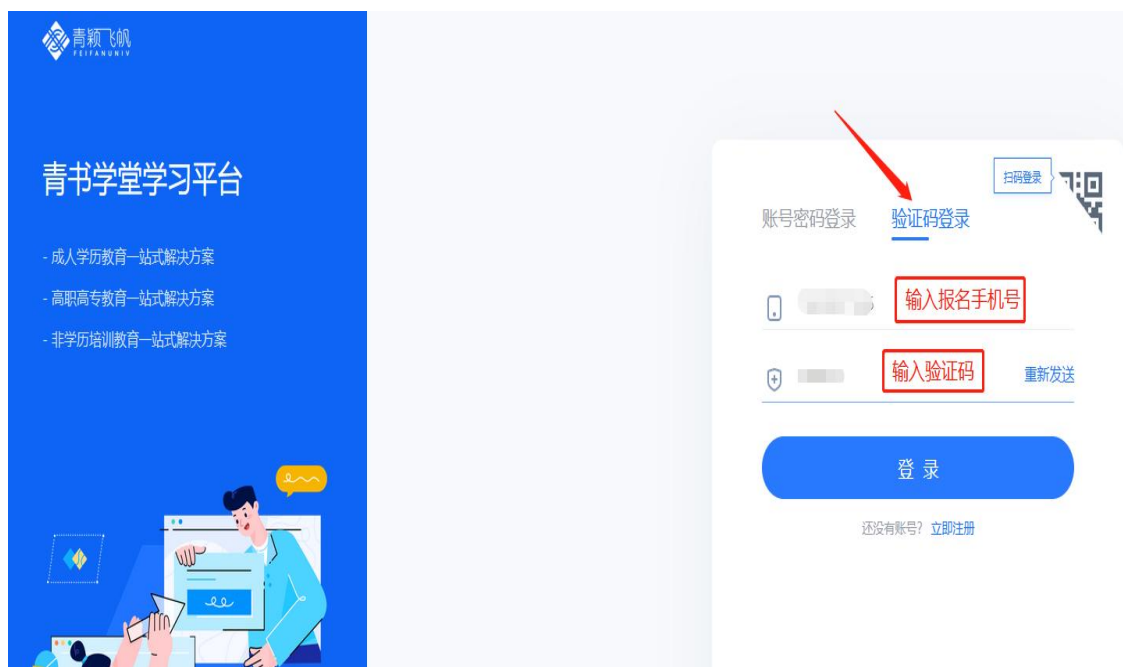 青颖飞帆
FEIFANUNIV
青书学堂学习平台
- 成人学历教育一站式解决方案
- 高职高专教育一站式解决方案
- 非学历培训教育一站式解决方案
扫码登录
账号密码登录 验证码登录
输入报名手机号
输入验证码 重新发送
登录
还没有账号? 立即注册